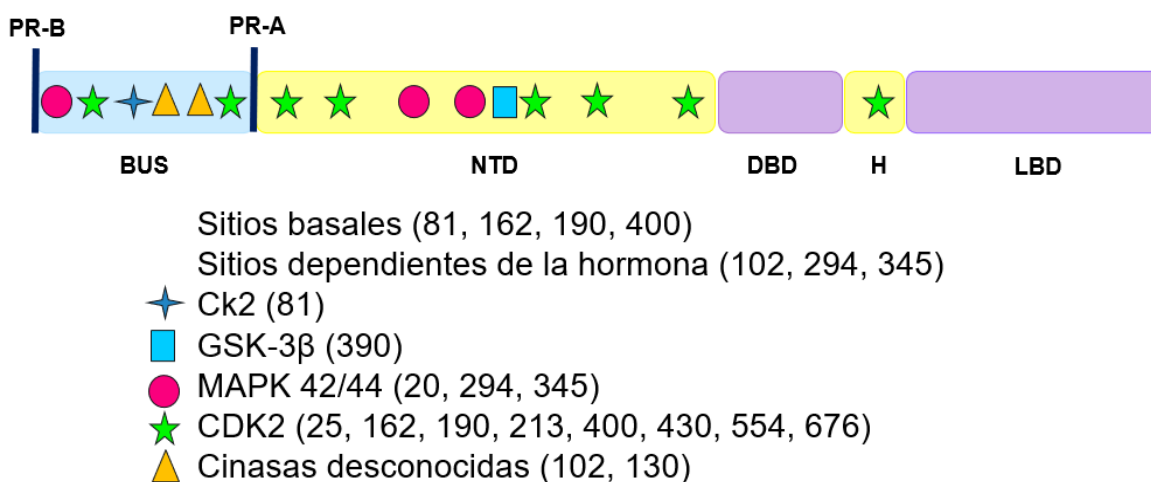 PR-B PR-A
BUS NTD DBD H LBD
Sitios basales (81, 162, 190, 400)
Sitios dependientes de la hormona (102, 294, 345)
Ck2 (81)
GSK-3β (390)
MAPK 42/44 (20, 294, 345)
CDK2 (25, 162, 190, 213, 400, 430, 554, 676)
Cinasas desconocidas (102, 130)